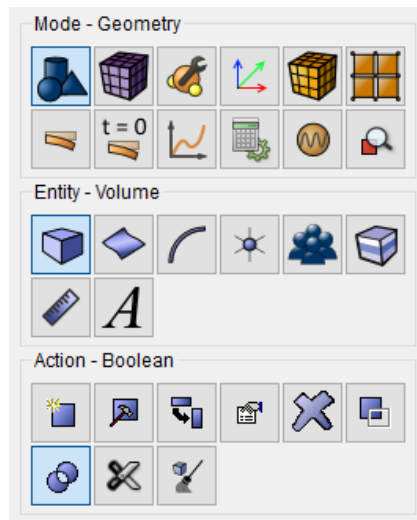 Mode - Geometry
t = 0
Entity - Volume
A
Action - Boolean